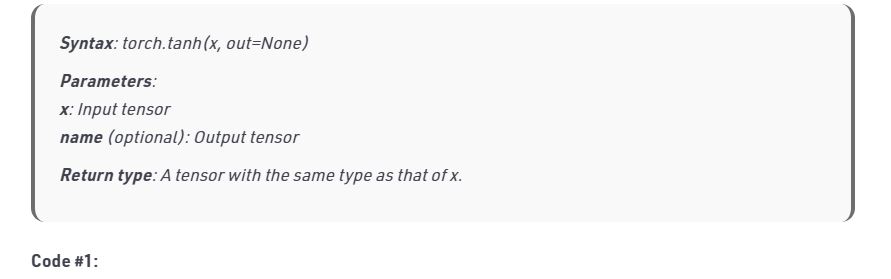 Syntax: torch.tanh(x, out=None)
Parameters:
x: Input tensor
name (optional): Output tensor
Return type: A tensor with the same type as that of x.
Code #1: